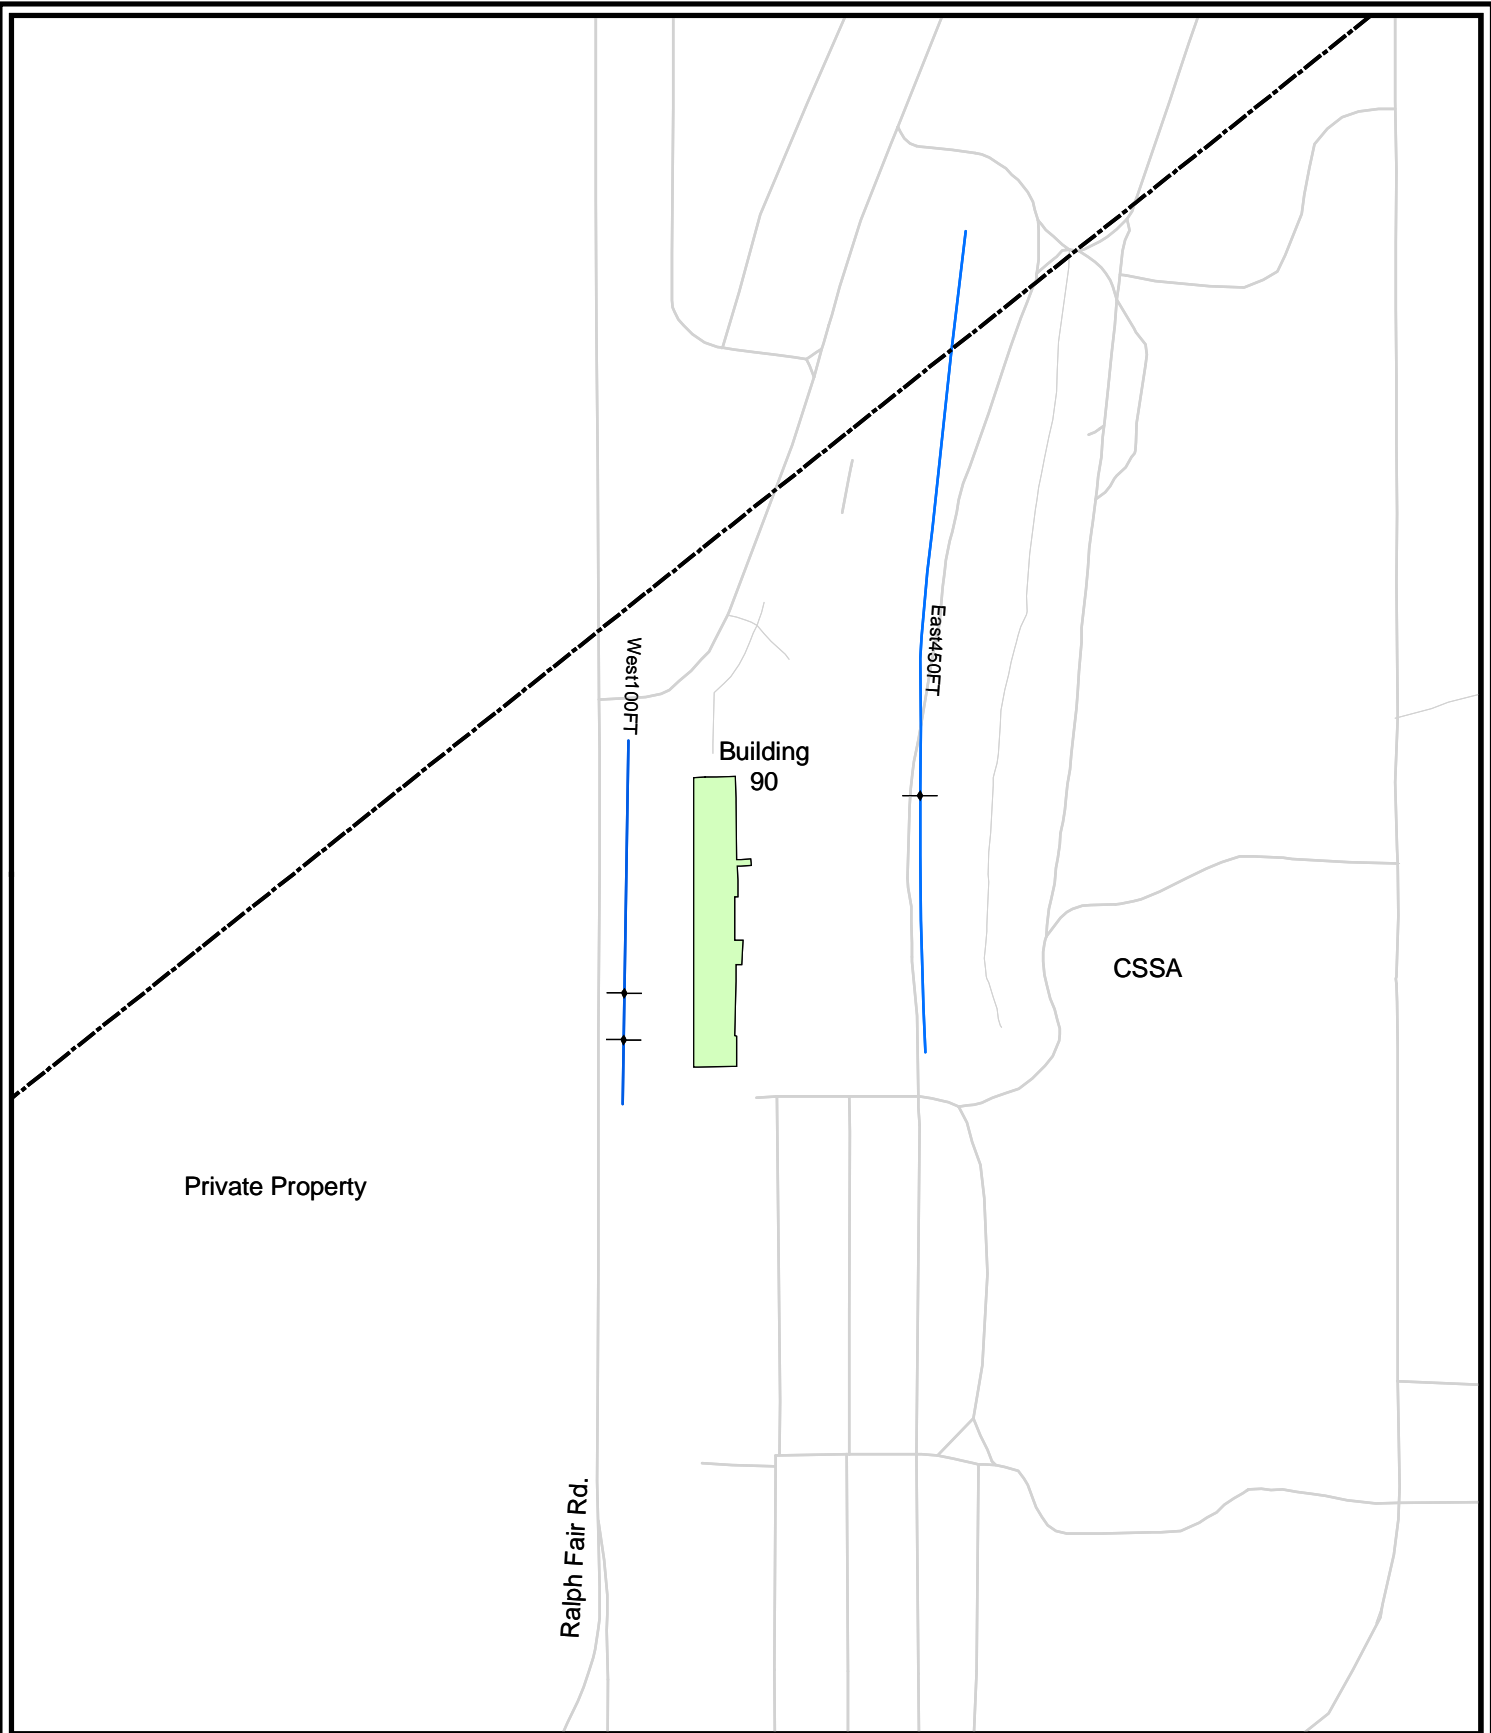 East450FT
West100FT
Building
90
CSSA
Private Property
Ralph Fair Rd.